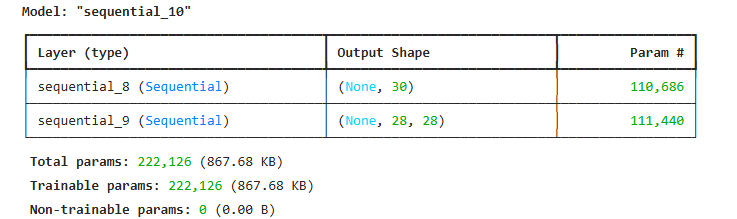 Model: "sequential_10"
Layer (type) Output Shape Param #
sequential_8 (Sequential) (None, 30) 110,686
sequential_9 (Sequential) (None, 28, 28) 111,440
Total params: 222,126 (867.68 KB)
Trainable params: 222,126 (867.68 KB)
Non-trainable params: 0 (0.00 B)